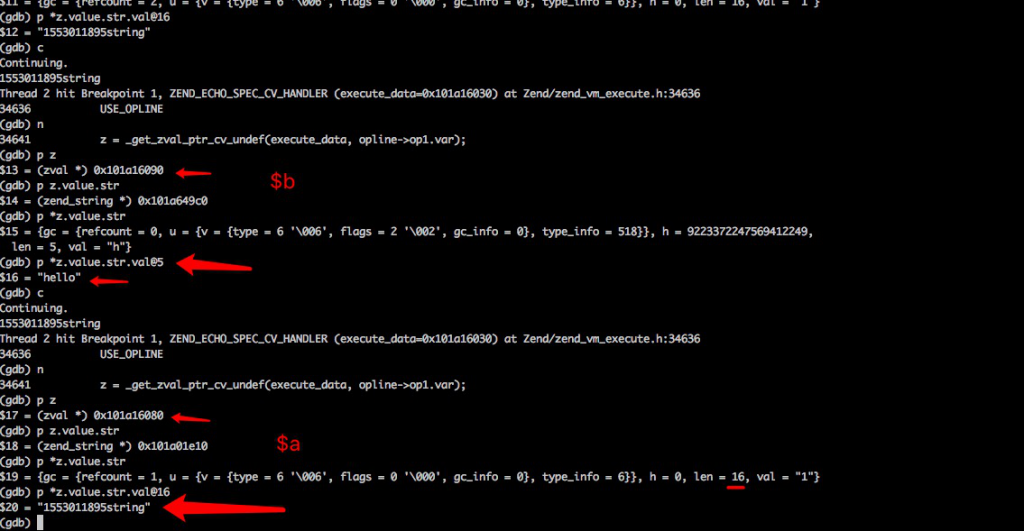 $11 = {gc = {refcount = 2, u = {v = {type = 6 '\006', flags = 0 '\000', gc_info = 0}, type_info = 6}}, h = 0, len = 16, val = "1"}
(gdb) p *z.value.str.val@16
$12 = "1553011895string"
(gdb) c
Continuing.
1553011895string
Thread 2 hit Breakpoint 1, ZEND_ECHO_SPEC_CV_HANDLER (execute_data=0x101a16030) at Zend/zend_vm_execute.h:34636
34636 USE_OPLINE
(gdb) n
34641 z = _get_zval_ptr_cv_undef(execute_data, opline->op1.var);
(gdb) p z
$13 = (zval *) 0x101a16090
$b
(gdb) p z.value.str
$14 = (zend_string *) 0x101a649c0
(gdb) p *z.value.str
$15 = {gc = {refcount = 0, u = {v = {type = 6 '\006', flags = 2 '\002', gc_info = 0}, type_info = 518}}, h = 9223372247569412249,
len = 5, val = "h"}
(gdb) p *z.value.str.val@5
$16 = "hello"
(gdb) c
Continuing.
1553011895string
Thread 2 hit Breakpoint 1, ZEND_ECHO_SPEC_CV_HANDLER (execute_data=0x101a16030) at Zend/zend_vm_execute.h:34636
34636 USE_OPLINE
(gdb) n
34641 z = _get_zval_ptr_cv_undef(execute_data, opline->op1.var);
(gdb) p z
$17 = (zval *) 0x101a16080
(gdb) p z.value.str
$a
$18 = (zend_string *) 0x101a01e10
(gdb) p *z.value.str
$19 = {gc = {refcount = 1, u = {v = {type = 6 '\006', flags = 0 '\000', gc_info = 0}, type_info = 6}}, h = 0, len = 16, val = "1"}
(gdb) p *z.value.str.val@16
$20 = "1553011895string"
(gdb)